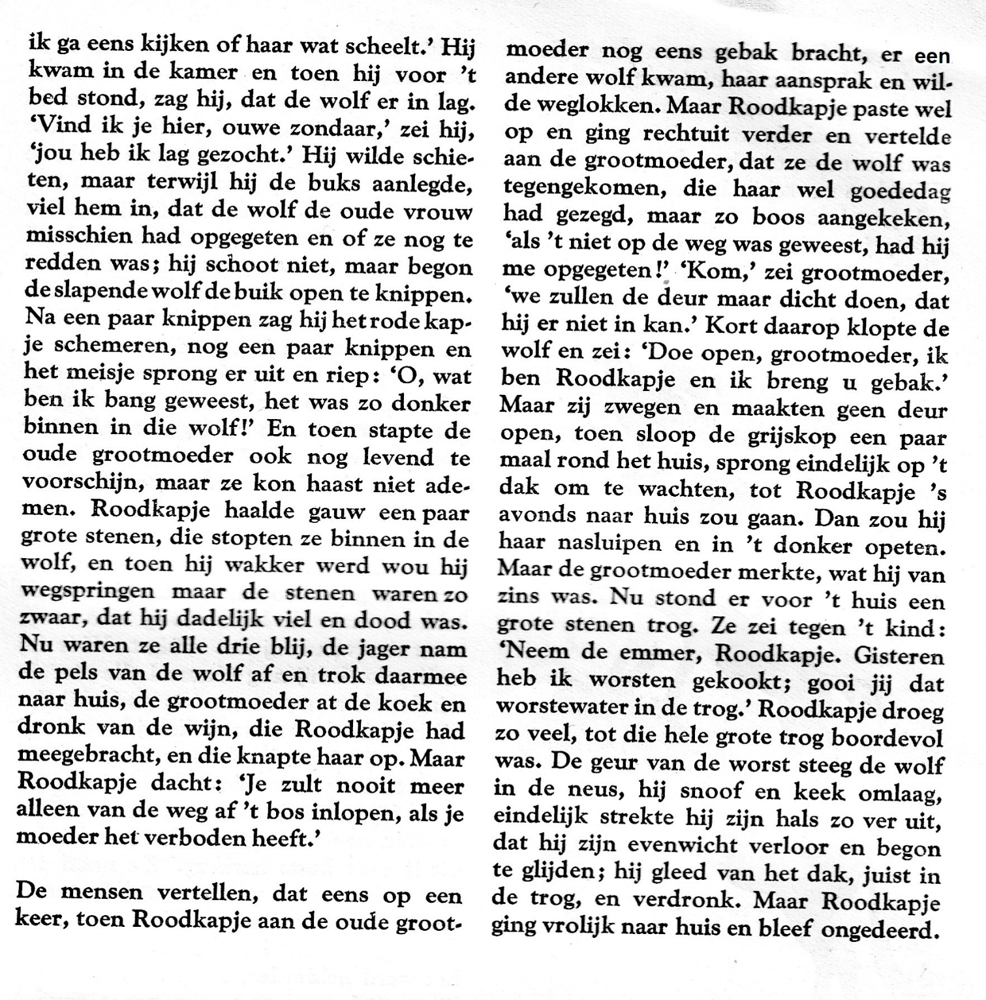 ik ga eens kijken of haar wat scheelt.’ Hij
kwam in de kamer en toen hij voor ’t
bed stond, zag hij, dat de wolf er in lag.
‘Vind ik je hier, ouwe zondaar,’ zei hij,
‘jou heb ik lag gezocht.’ Hij wilde schie-
ten, maar terwijl hij de buks aanlegde,
viel hem in, dat de wolf de oude vrouw
misschien had opgegeten en of ze nog te
redden was; hij schoot niet, maar begon
de slapende wolf de buik open te knippen.
Na een paar knippen zag hij het rode kap-
je schemeren, nog een paar knippen en
het meisje sprong er uit en riep: ‘O, wat
ben ik bang geweest, het was zo donker
binnen in die wolf!’ En toen stapte de
oude grootmoeder ook nog levend te
voorschijn, maar ze kon haast niet ade-
men. Roodkapje haalde gauw een paar
grote stenen, die stopten ze binnen in de
wolf, en toen hij wakker werd wou hij
wegspringen maar de stenen waren zo
zwaar, dat hij dadelijk viel en dood was.
Nu waren ze alle drie blij, de jager nam
de pels van de wolf af en trok daarmee
naar huis, de grootmoeder at de koek en
dronk van de wijn, die Roodkapje had
meegebracht, en die knapte haar op. Maar
Roodkapje dacht: ‘Je zult nooit meer
alleen van de weg af ’t bos inlopen, als je
moeder het verboden heeft.’
De mensen vertellen, dat eens op een
keer, toen Roodkapje aan de oude groot-
moeder nog eens gebak bracht, er een
andere wolf kwam, haar aansprak en wil-
de weglokken. Maar Roodkapje paste wel
op en ging rechtuit verder en vertelde
aan de grootmoeder, dat ze de wolf was
tegengekomen, die haar wel goededag
had gezegd, maar zo boos aangekeken,
‘als ’t niet op de weg was geweest, had hij
me opgegeten!’ ‘Kom,’ zei grootmoeder,
‘we zullen de deur maar dicht doen, dat
hij er niet in kan.’ Kort daarop klopte de
wolf en zei: ‘Doe open, grootmoeder, ik
ben Roodkapje en ik breng u gebak.’
Maar zij zwegen en maakten geen deur
open, toen sloop de grijskop een paar
maal rond het huis, sprong eindelijk op ’t
dak om te wachten, tot Roodkapje ’s
avonds naar huis zou gaan. Dan zou hij
haar nasluipen en in ’t donker opeten.
Maar de grootmoeder merkte, wat hij van
zins was. Nu stond er voor ’t huis een
grote stenen trog. Ze zei tegen ’t kind:
‘Neem de emmer, Roodkapje. Gisteren
heb ik worsten gekookt; gooi jij dat
worstewater in de trog.’ Roodkapje droeg
zo veel, tot die hele grote trog boordevol
was. De geur van de worst steeg de wolf
in de neus, hij snoof en keek omlaag,
eindelijk strekte hij zijn hals zo ver uit,
dat hij zijn evenwicht verloor en begon
te glijden; hij gleed van het dak, juist in
de trog, en verdronk. Maar Roodkapje
ging vrolijk naar huis en bleef ongedeerd.